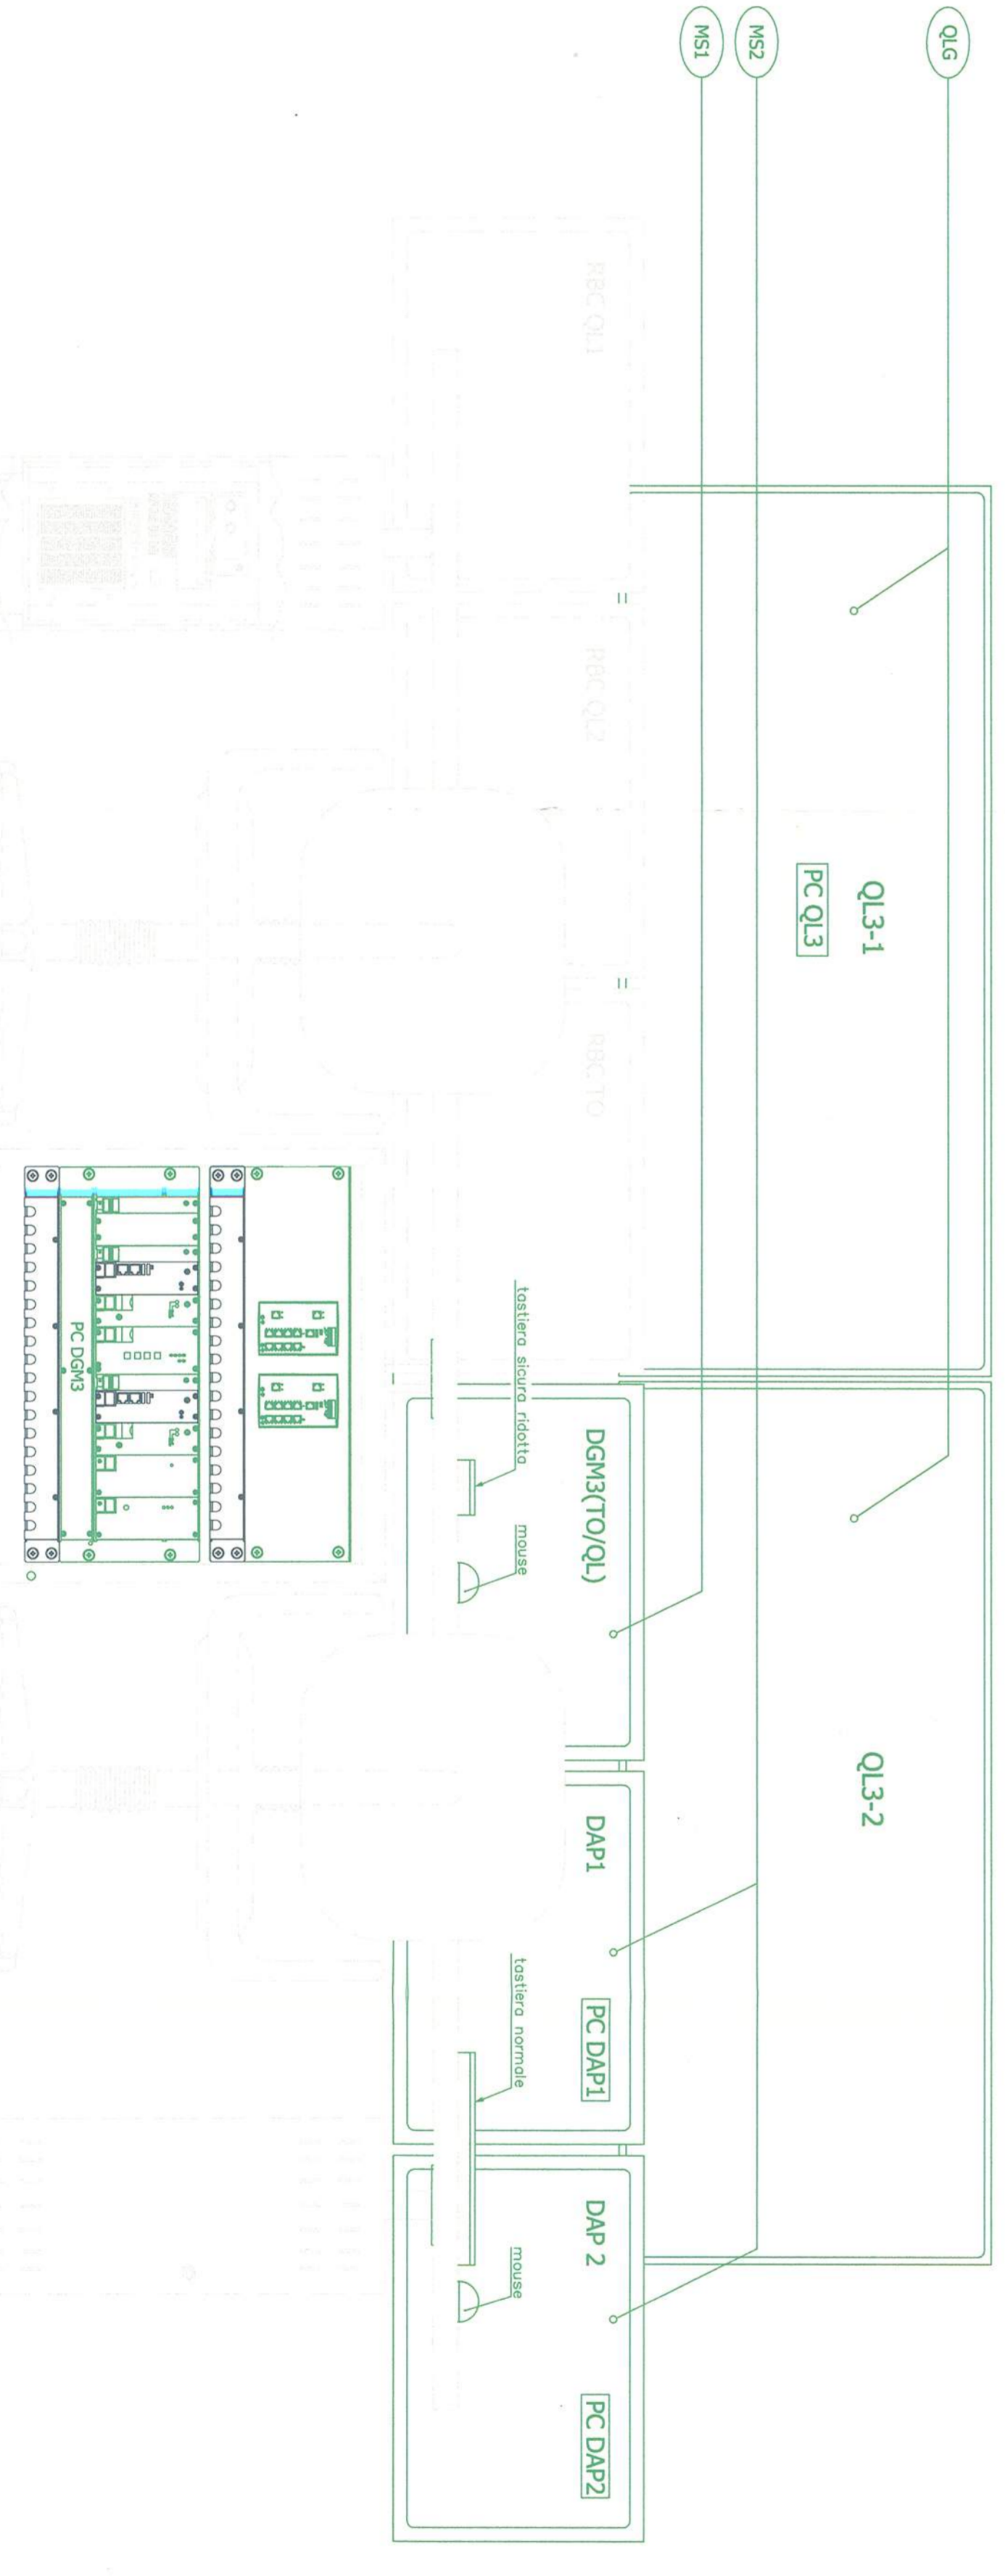 QLG
MS2
MS1
QL3-1
PC QL3
QL3-2
RBC QL1
RBC QL2
RBC TO
DGM3(TO/QL)
DAP1
PC DAP1
DAP 2
PC DAP2
tastiera sicura ridotta
mouse
tastiera normale
mouse
PC DGM3